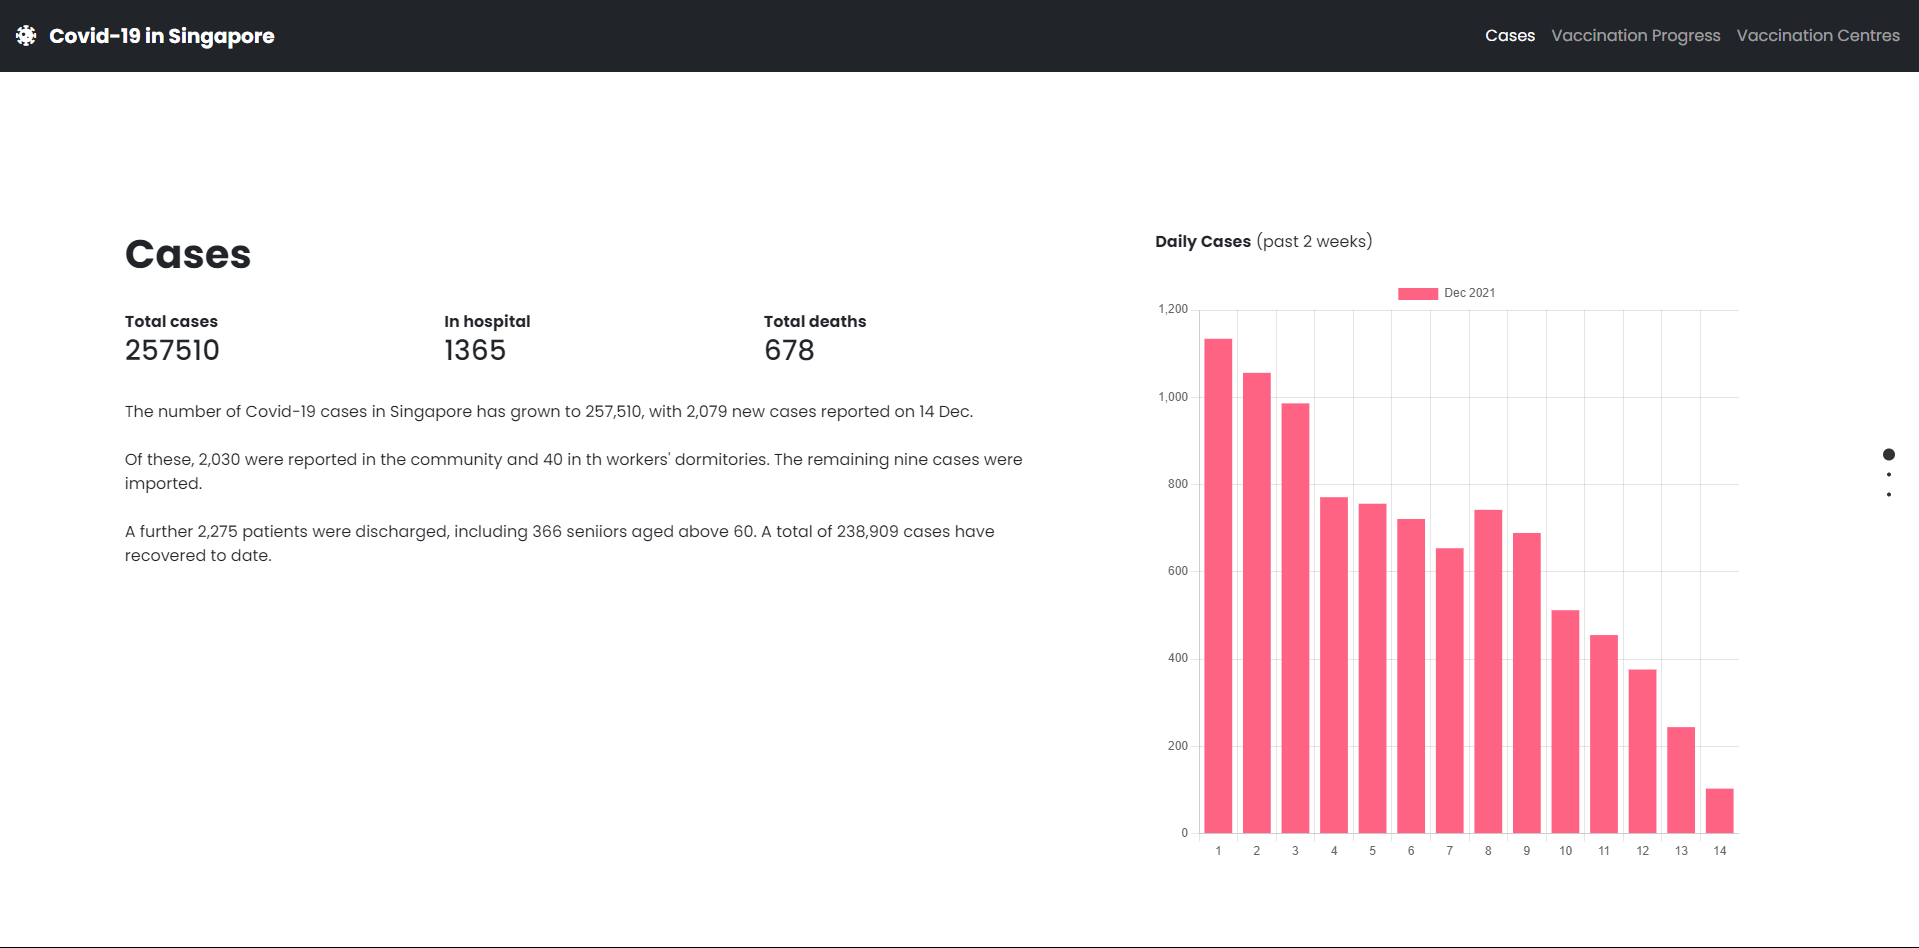 Covid-19 in Singapore
Cases
Vaccination Progress
Vaccination Centres
Cases
Total cases
257510
In hospital
1365
Total deaths
678
The number of Covid-19 cases in Singapore has grown to 257,510, with 2,079 new cases reported on 14 Dec.
Of these, 2,030 were reported in the community and 40 in th workers' dormitories. The remaining nine cases were
imported.
A further 2,275 patients were discharged, including 366 seniiors aged above 60. A total of 238,909 cases have
recovered to date.
Daily Cases (past 2 weeks)
Dec 2021
1,200
1,000
800
600
400
200
0
1 2 3 4 5 6 7 8 9 10 11 12 13 14